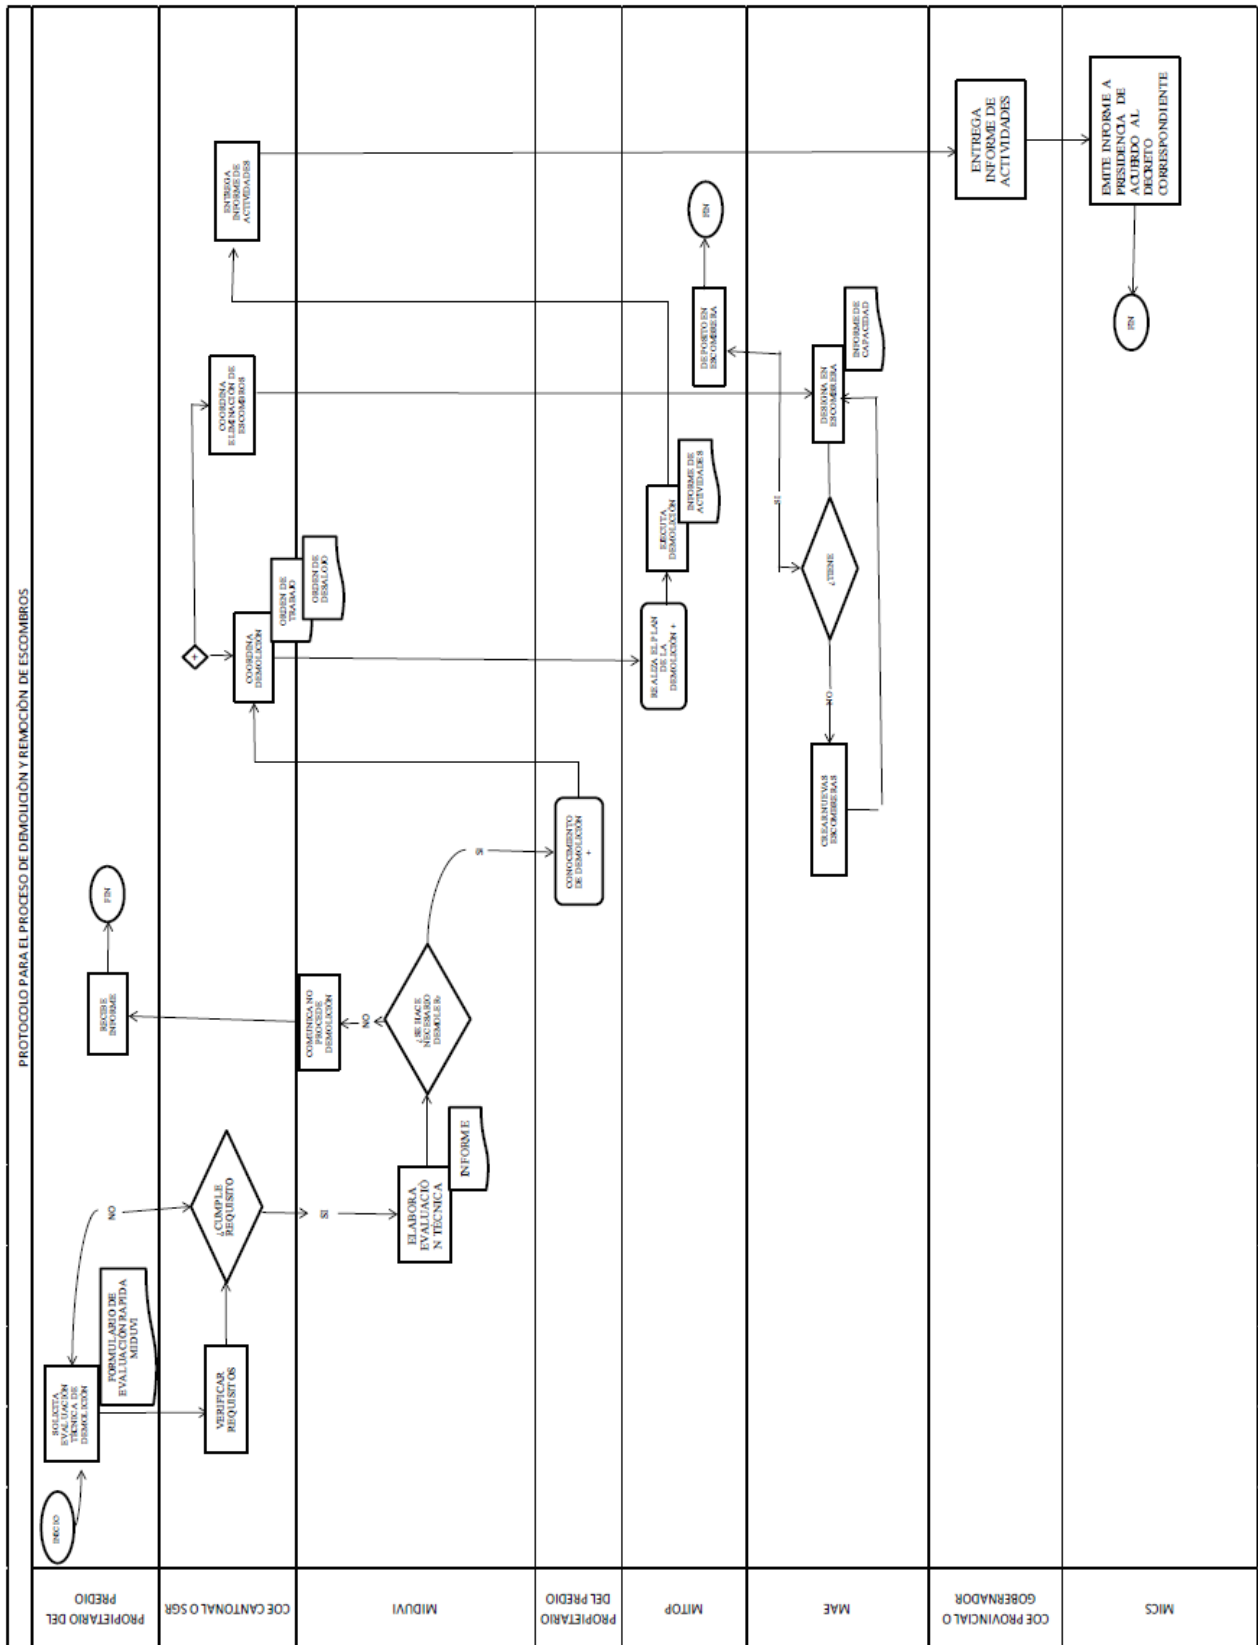 PROTOCOLO PARA EL PROCESO DE DEMOLICIÓN Y REMOCIÓN DE ESCOMBROS
PROPIETARIO DEL
PREDIO
INICIO
SOLICITA
EVALUACIÓN
TÉCNICA DE
DEMOLICIÓN
FORMULARIO DE
EVALUACIÓN RAPIDA
MIDUVI
NO
RECIBE
INFORME
FIN
COE CANTONAL O SGR
VERIFICAR
REQUISITOS
¿CUMPLE
REQUISITO
SI
COORDINA
DEMOLICIÓN
ORDEN DE
TRABAJO
ORDEN DE
DESALOJO
+
COORDINA
ELIMINACIÓN DE
ESCOMBROS
ENTREGA
INFORME DE
ACTIVIDADES
MIDUVI
ELABORA
EVALUACIÓ
N TÉCNICA
INFORME
¿SE HACE
NECESARIO
DEMOLER?
NO
COMUNICA NO
PROCEDE
DEMOLICIÓN
SI
PROPIETARIO
DEL PREDIO
CONOCIMIENTO
DE DEMOLICIÓN
+
MITOP
REALIZA EL PLAN
DE LA
DEMOLICIÓN +
EJECUTA
DEMOLICIÓN
INFORME DE
ACTIVIDADES
DEPOSITO EN
ESCOMBRERA
FIN
MAE
CREAR NUEVAS
ESCOMBRERAS
NO
¿TIENE
SI
DESIGNA EN
ESCOMBRERA
INFORME DE
CAPACIDAD
COE PROVINCIAL O
GOBERNADOR
ENTREGA
INFORME DE
ACTIVIDADES
MICS
EMITE INFORME A
PRESIDENCIA DE
ACUERDO AL
DECRETO
CORRESPONDIENTE
FIN